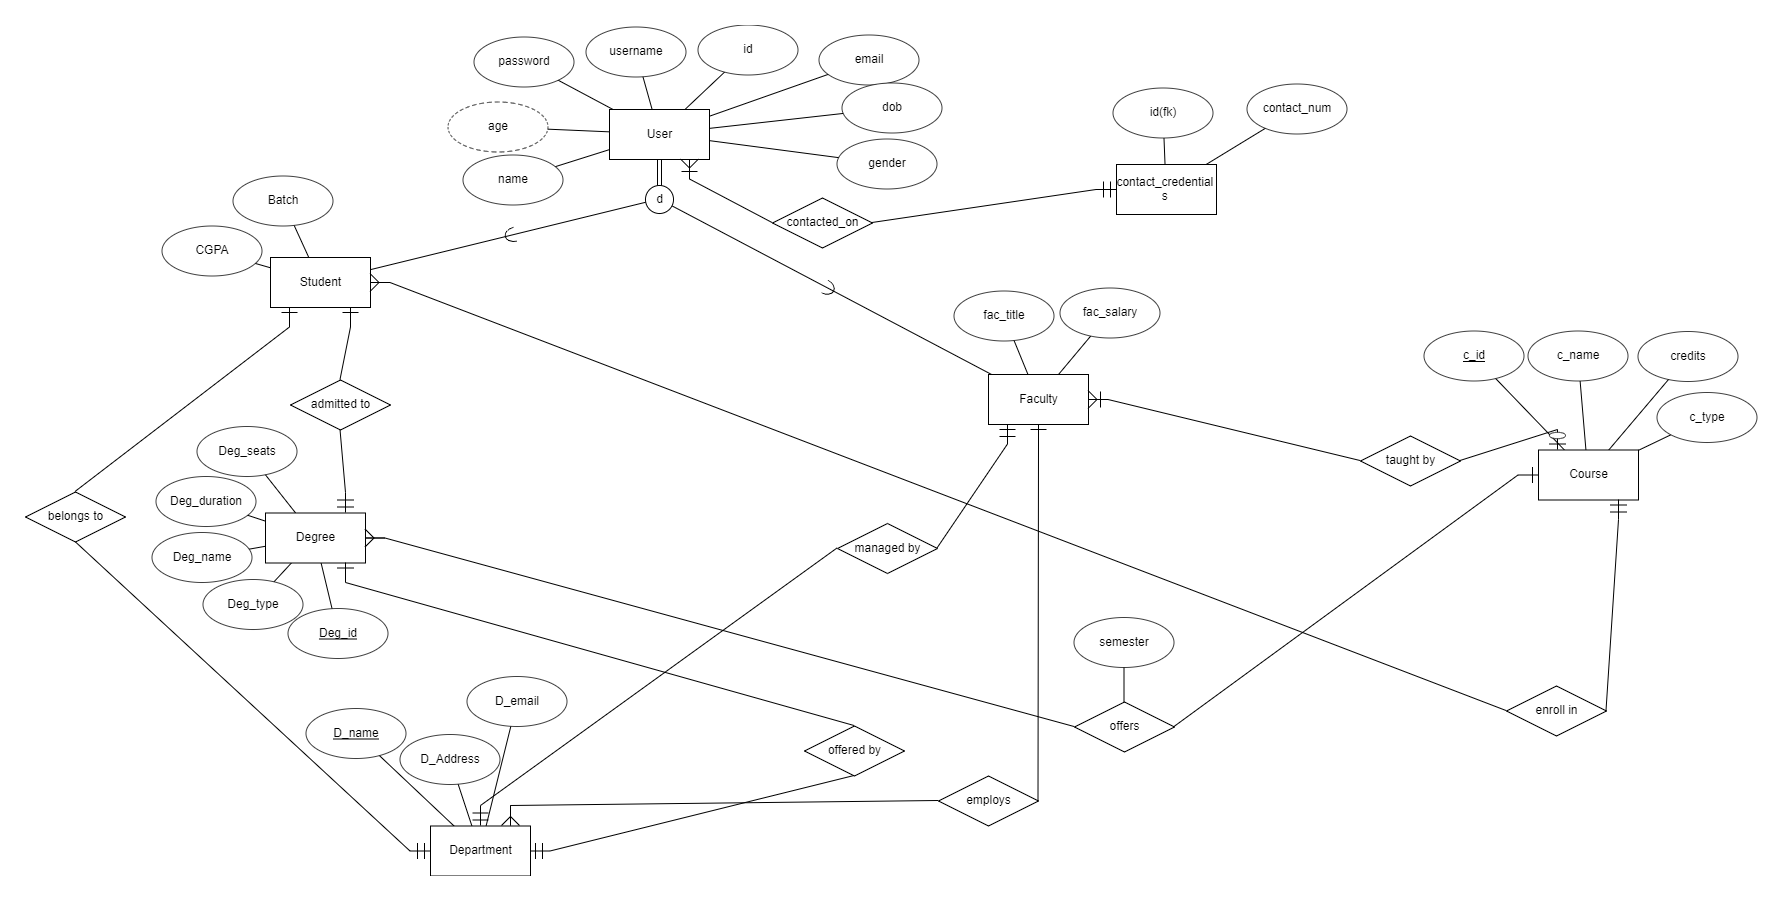 id
username
email
password
dob
contact_num
id(fk)
age
User
gender
name
contact_credential
s
Batch
d
contacted_on
CGPA
Student
fac_title
fac_salary
c_id
c_name
credits
Faculty
admitted to
c_type
Deg_seats
taught by
Course
Deg_duration
belongs to
Degree
managed by
Deg_name
Deg_type
Deg_id
semester
D_email
enroll in
offers
D_name
offered by
D_Address
employs
Department